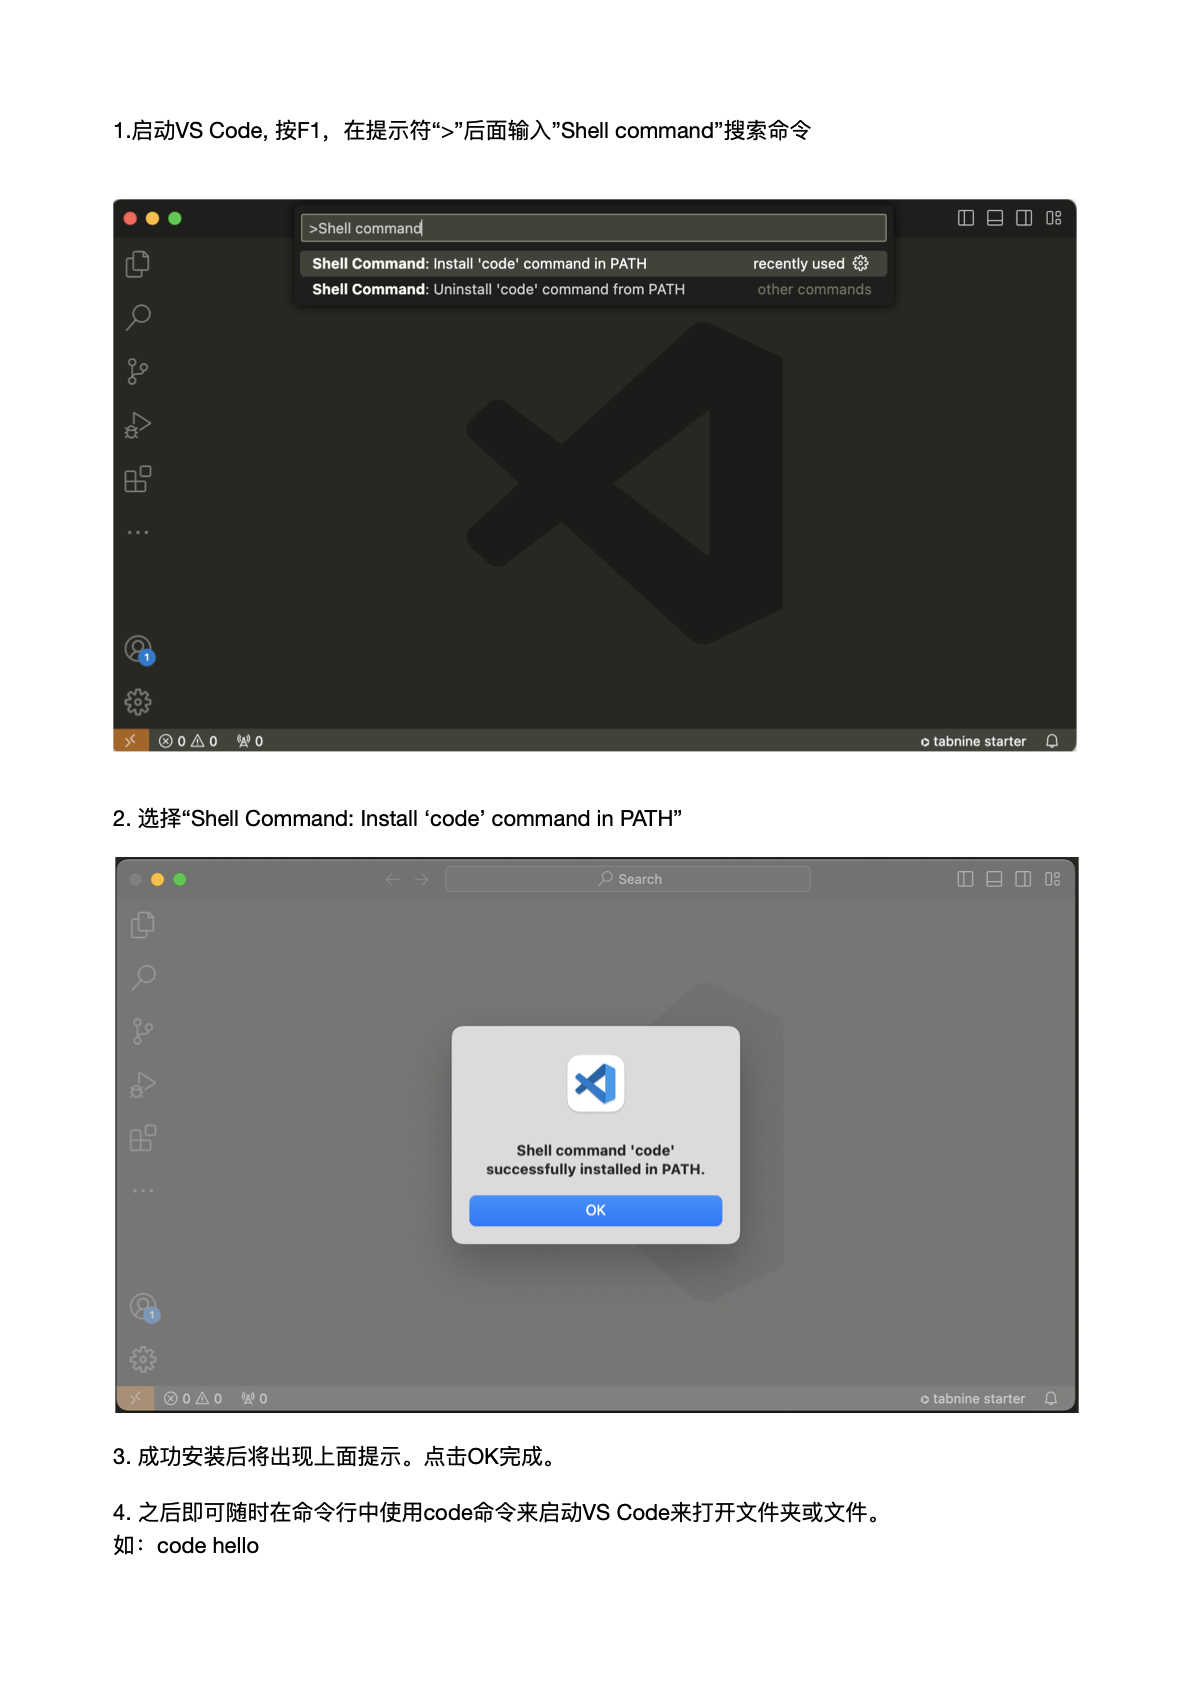 1.启动VS Code, 按F1，在提示符“>”后面输入”Shell command”搜索命令
>Shell command
Shell Command: Install 'code' command in PATH recently used
Shell Command: Uninstall 'code' command from PATH other commands
1
0 0 0 tabnine starter
2. 选择“Shell Command: Install ‘code’ command in PATH”
Search
Shell command 'code'
successfully installed in PATH.
OK
1
0 0 0 tabnine starter
3. 成功安装后将出现上面提示。点击OK完成。
4. 之后即可随时在命令行中使用code命令来启动VS Code来打开文件夹或文件。
如：code hello